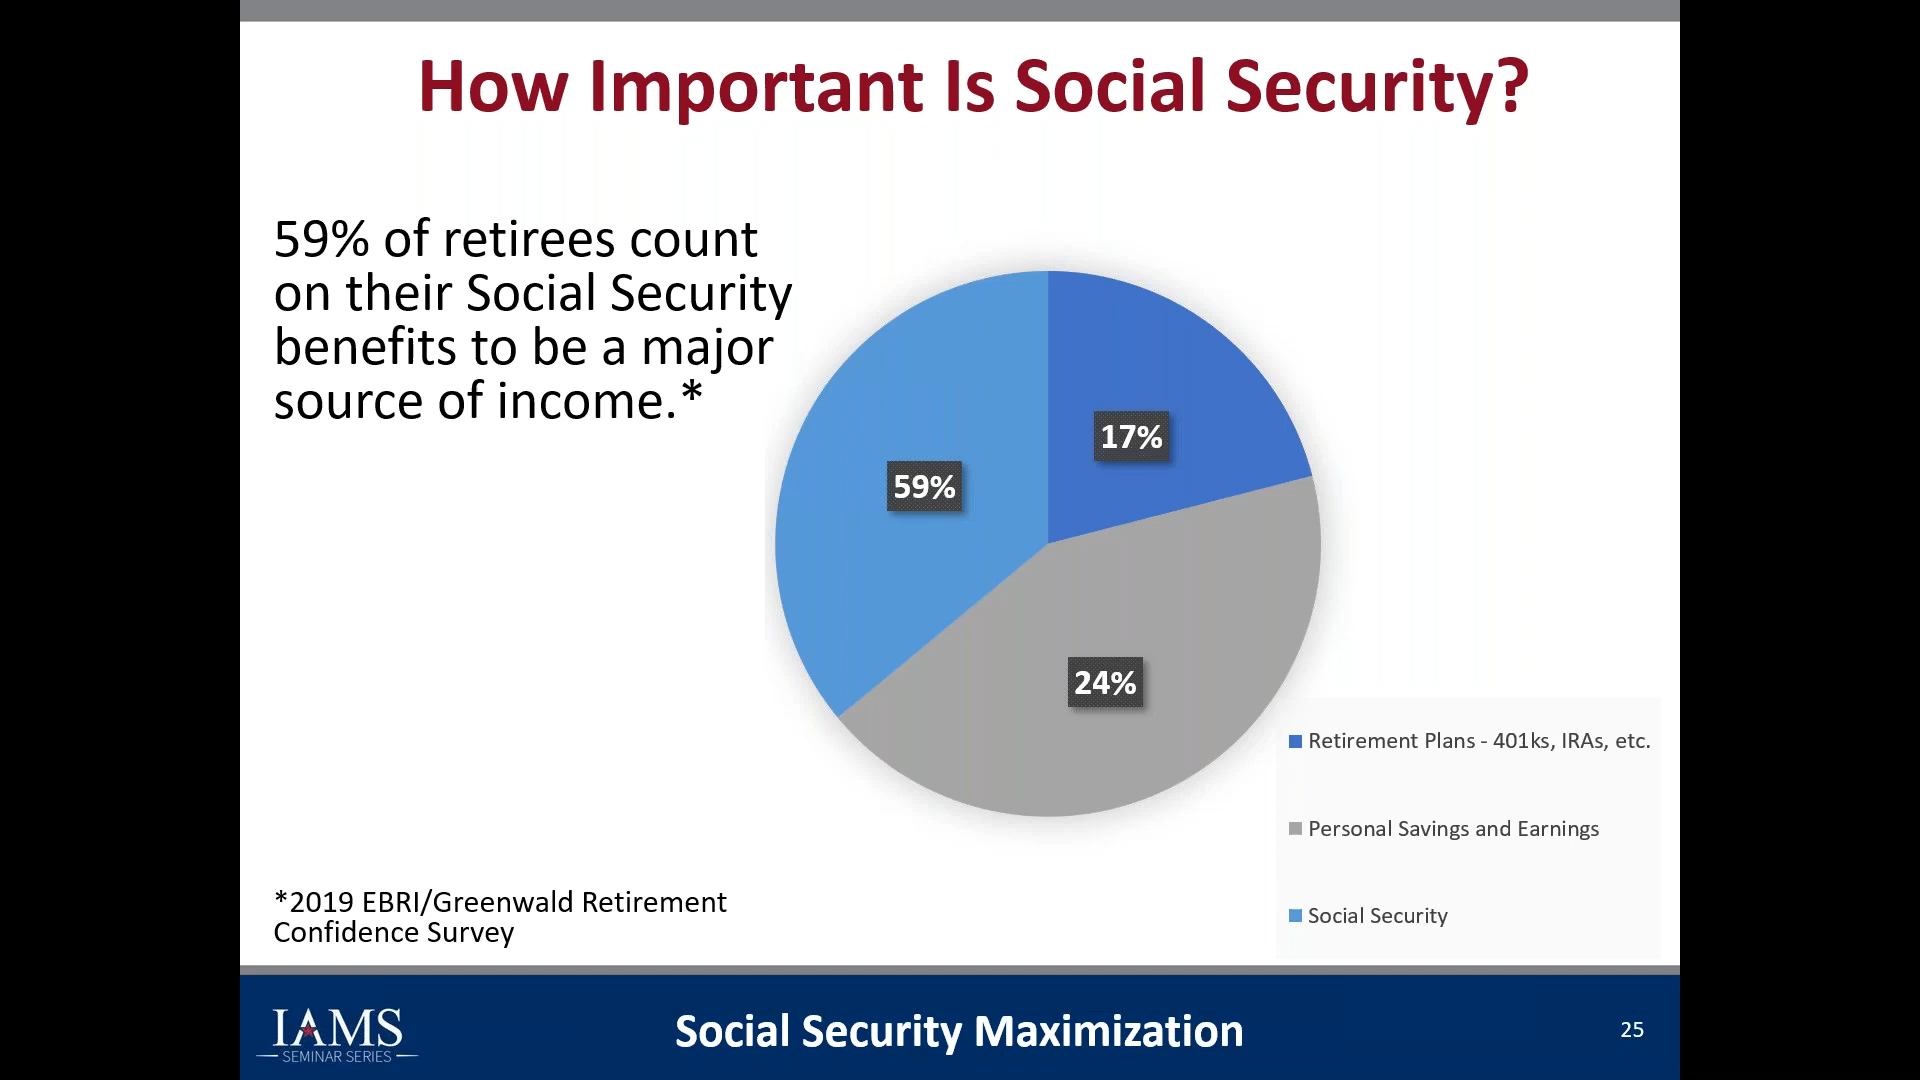 How Important Is Social Security?
59% of retirees count
on their Social Security
benefits to be a major
source of income.*
17%
59%
24%
Retirement Plans - 401ks, IRAs, etc.
Personal Savings and Earnings
Social Security
*2019 EBRI/Greenwald Retirement
Confidence Survey
IAMS
SEMINAR SERIES
Social Security Maximization
25